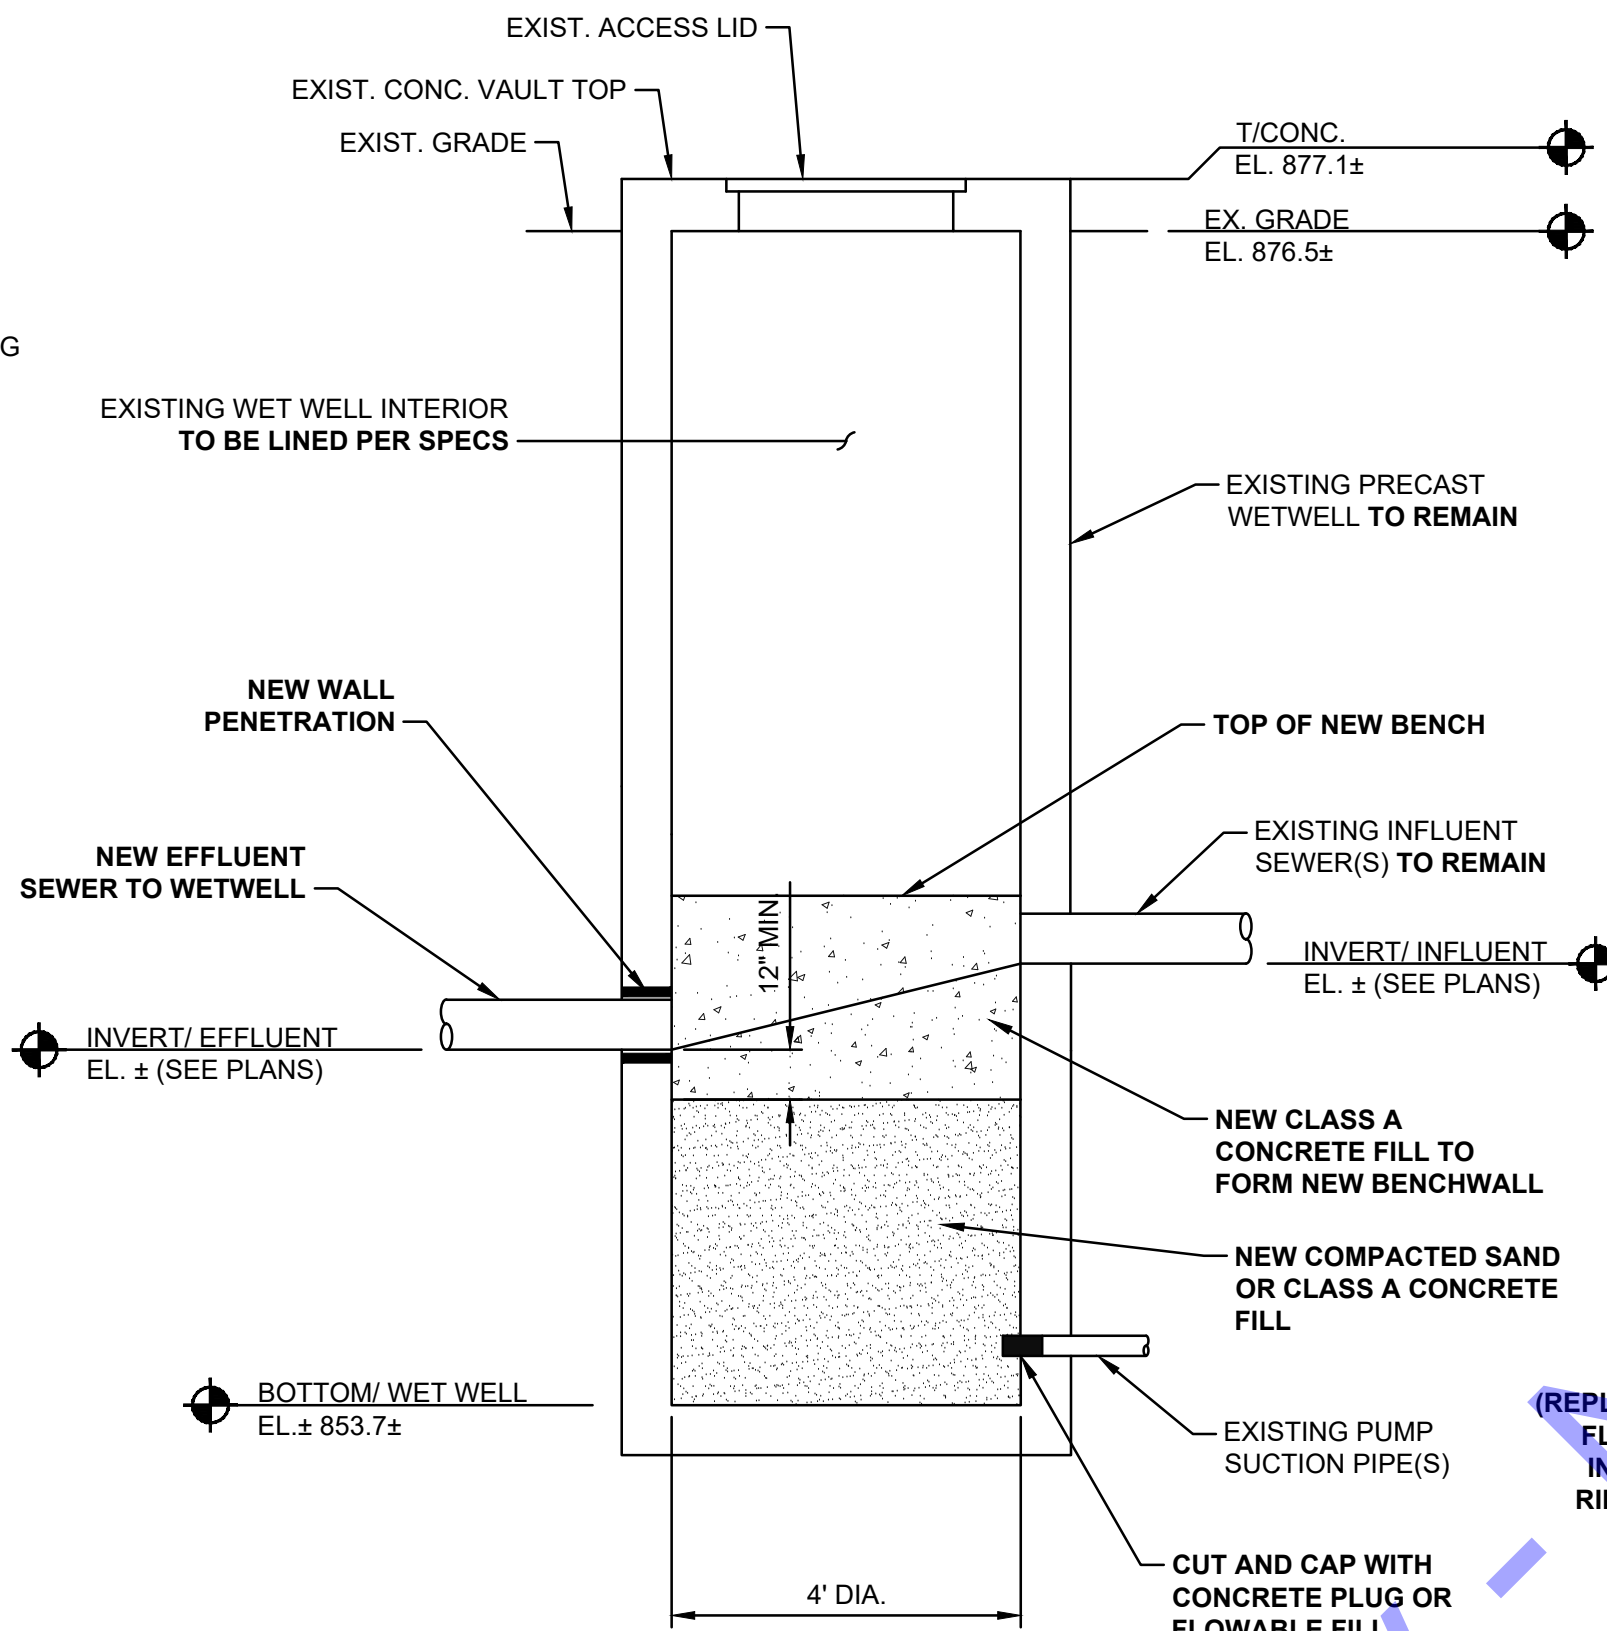 EXIST. ACCESS LID
EXIST. CONC. VAULT TOP
EXIST. GRADE
T/CONC.
EL. 877.1±
EX. GRADE
EL. 876.5±
G
EXISTING WET WELL INTERIOR
TO BE LINED PER SPECS
EXISTING PRECAST
WETWELL TO REMAIN
NEW WALL
PENETRATION
TOP OF NEW BENCH
NEW EFFLUENT
SEWER TO WETWELL
EXISTING INFLUENT
SEWER(S) TO REMAIN
12" MIN.
INVERT/ INFLUENT
EL. ± (SEE PLANS)
INVERT/ EFFLUENT
EL. ± (SEE PLANS)
NEW CLASS A
CONCRETE FILL TO
FORM NEW BENCHWALL
NEW COMPACTED SAND
OR CLASS A CONCRETE
FILL
BOTTOM/ WET WELL
EL.± 853.7±
EXISTING PUMP
SUCTION PIPE(S)
CUT AND CAP WITH
CONCRETE PLUG OR
FLOWABLE FILL
4' DIA.